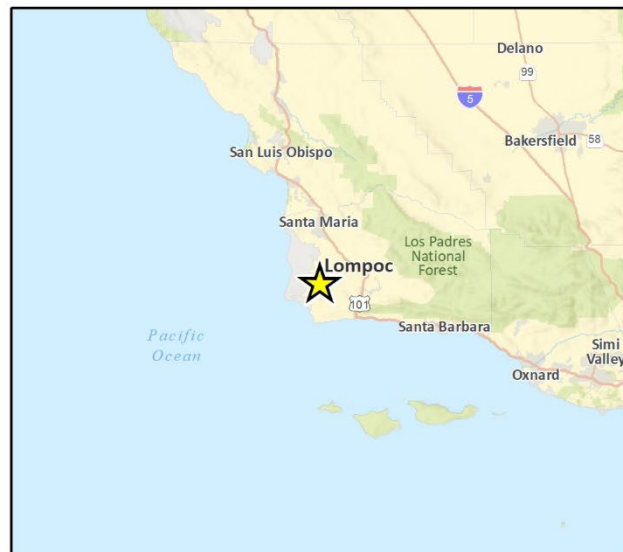 Delano
99
5
Bakersfield
58
San Luis Obispo
Santa Maria
Los Padres
National
Forest
Lompoc
101
Santa Barbara
Pacific
Ocean
Simi
Valley
Oxnard